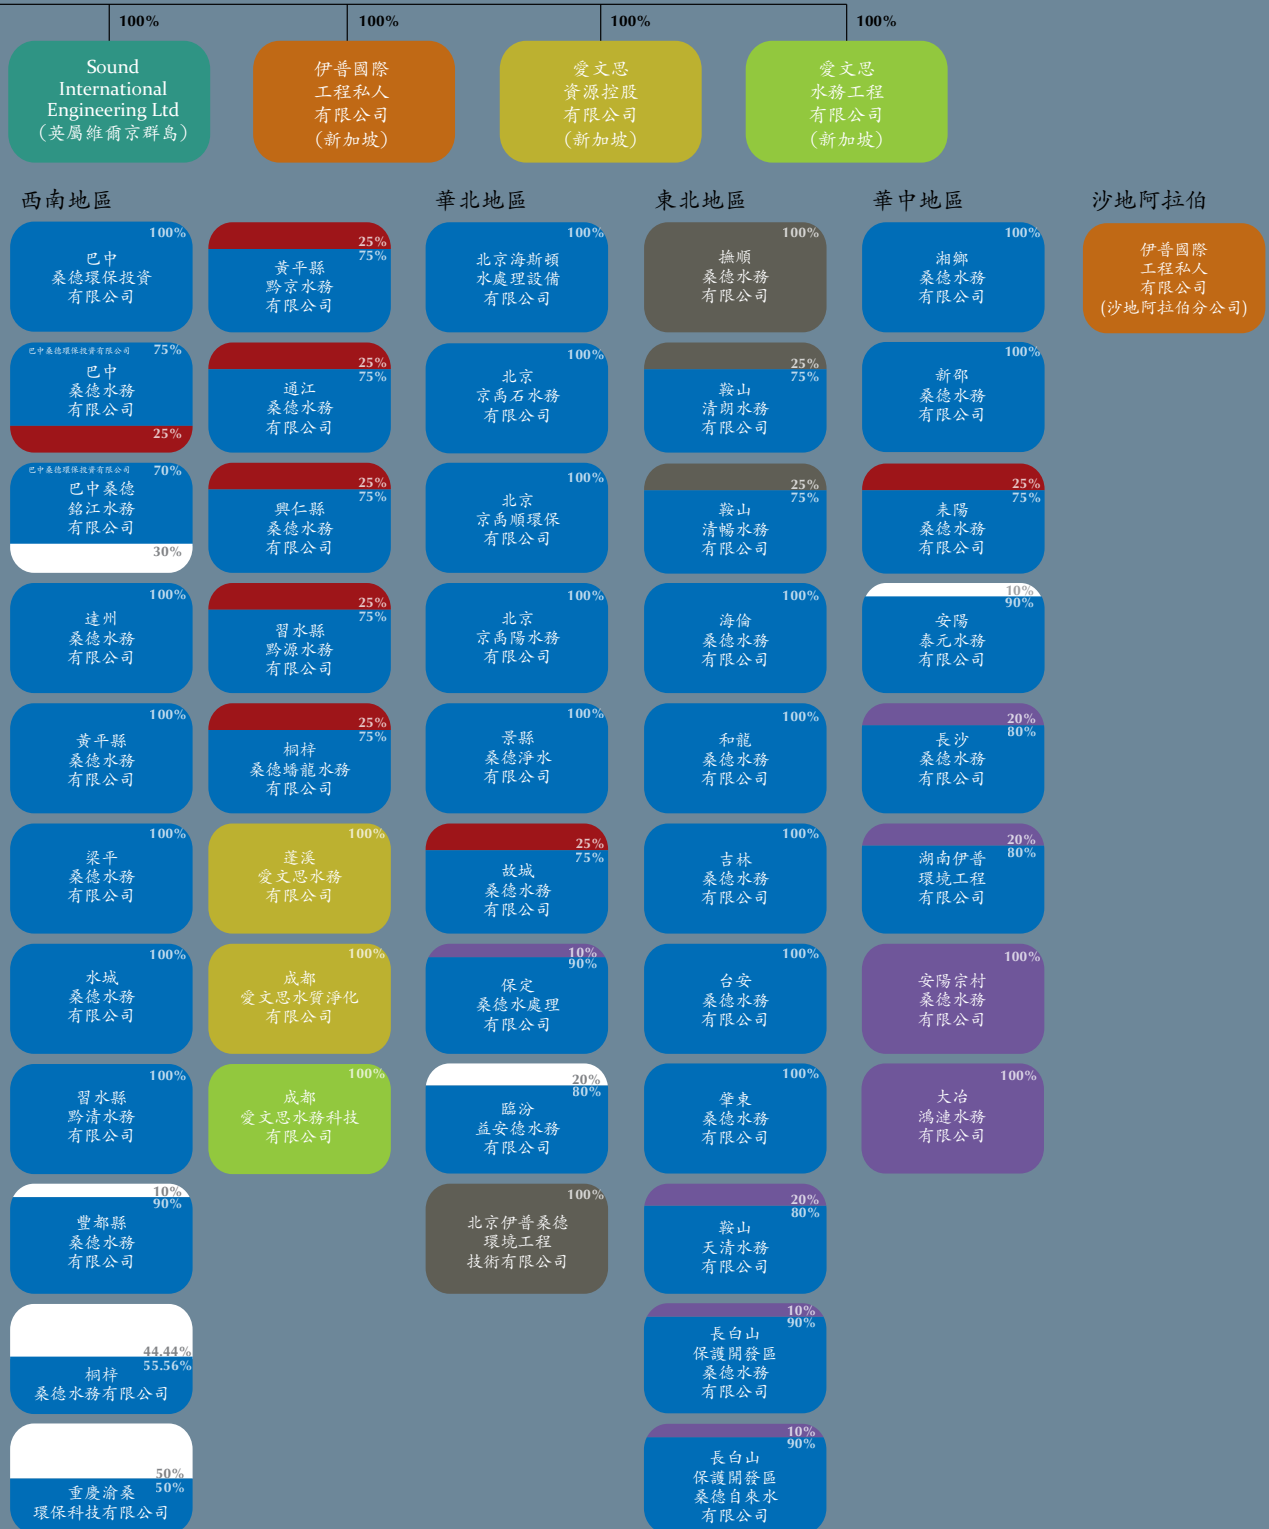 100%
100%
100%
100%
Sound
International
Engineering Ltd
(英屬維爾京群島)
伊普國際
工程私人
有限公司
(新加坡)
愛文思
資源控股
有限公司
(新加坡)
愛文思
水務工程
有限公司
(新加坡)
西南地區
100%
巴中
桑德環保投資
有限公司
巴中桑德環保投資有限公司 75%
巴中
桑德水務
有限公司
25%
巴中桑德環保投資有限公司 70%
巴中桑德
銘江水務
有限公司
30%
100%
達州
桑德水務
有限公司
100%
黃平縣
桑德水務
有限公司
100%
梁平
桑德水務
有限公司
100%
水城
桑德水務
有限公司
100%
習水縣
黔清水務
有限公司
10%
90%
豐都縣
桑德水務
有限公司
44.44%
55.56%
桐梓
桑德水務有限公司
50%
50%
重慶渝桑
環保科技有限公司
25%
75%
黃平縣
黔京水務
有限公司
25%
75%
通江
桑德水務
有限公司
25%
75%
興仁縣
桑德水務
有限公司
25%
75%
習水縣
黔源水務
有限公司
25%
75%
桐梓
桑德蟠龍水務
有限公司
100%
蓬溪
愛文思水務
有限公司
100%
成都
愛文思水質淨化
有限公司
100%
成都
愛文思水務科技
有限公司
華北地區
100%
北京海斯頓
水處理設備
有限公司
100%
北京
京禹石水務
有限公司
100%
北京
京禹順環保
有限公司
100%
北京
京禹陽水務
有限公司
100%
景縣
桑德淨水
有限公司
25%
75%
故城
桑德水務
有限公司
10%
90%
保定
桑德水處理
有限公司
20%
80%
臨汾
益安德水務
有限公司
100%
北京伊普桑德
環境工程
技術有限公司
東北地區
100%
撫順
桑德水務
有限公司
25%
75%
鞍山
清朗水務
有限公司
25%
75%
鞍山
清暢水務
有限公司
100%
海倫
桑德水務
有限公司
100%
和龍
桑德水務
有限公司
100%
吉林
桑德水務
有限公司
100%
台安
桑德水務
有限公司
100%
肇東
桑德水務
有限公司
20%
80%
鞍山
天清水務
有限公司
10%
90%
長白山
保護開發區
桑德水務
有限公司
10%
90%
長白山
保護開發區
桑德自來水
有限公司
華中地區
100%
湘鄉
桑德水務
有限公司
100%
新邵
桑德水務
有限公司
25%
75%
耒陽
桑德水務
有限公司
10%
90%
安陽
泰元水務
有限公司
20%
80%
長沙
桑德水務
有限公司
20%
80%
湖南伊普
環境工程
有限公司
100%
安陽宗村
桑德水務
有限公司
100%
大冶
鴻漣水務
有限公司
沙地阿拉伯
伊普國際
工程私人
有限公司
(沙地阿拉伯分公司)